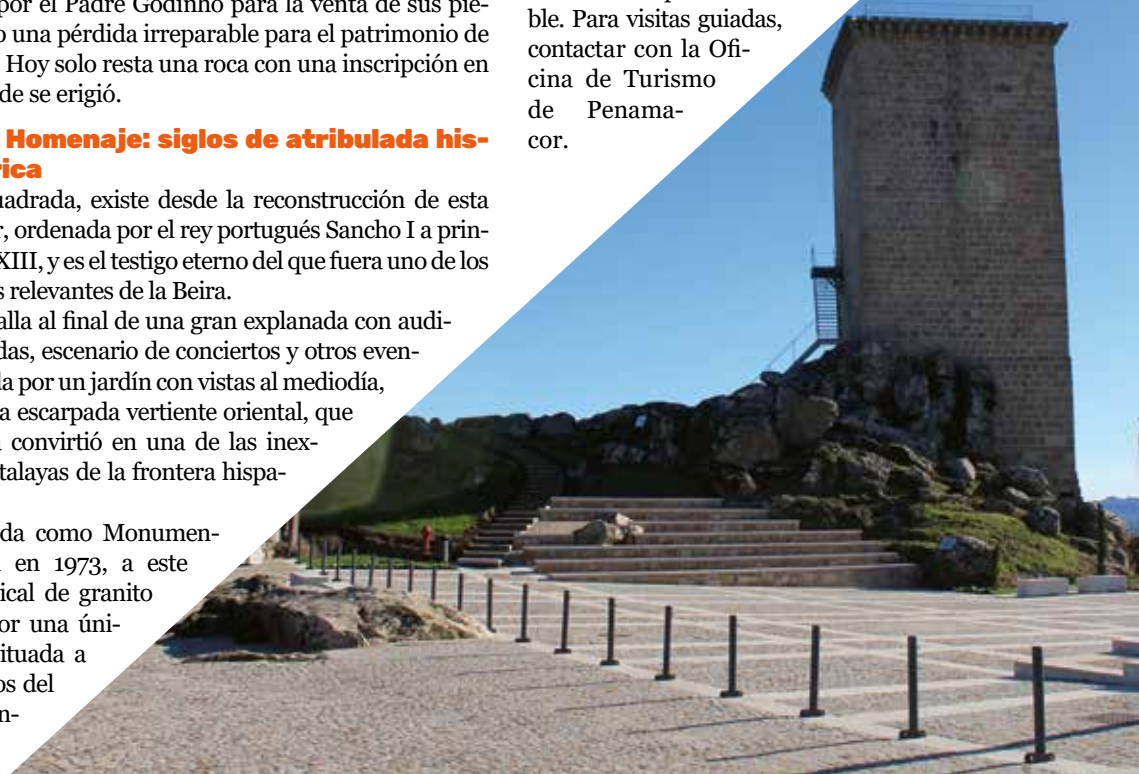 por el Padre Godinho para la venta de sus pie-
o una pérdida irreparable para el patrimonio de
Hoy solo resta una roca con una inscripción en
de se erigió.
Homenaje: siglos de atribulada his-
rica
uadrada, existe desde la reconstrucción de esta
r, ordenada por el rey portugués Sancho I a prin-
XIII, y es el testigo eterno del que fuera uno de los
s relevantes de la Beira.
alla al final de una gran explanada con audi-
das, escenario de conciertos y otros even-
la por un jardín con vistas al mediodía,
a escarpada vertiente oriental, que
convirtió en una de las inex-
talayas de la frontera hispa-
da como Monumen-
en 1973, a este
ical de granito
or una úni-
ituada a
os del
n-
ble. Para visitas guiadas,
contactar con la Ofi-
cina de Turismo
de Penama-
cor.